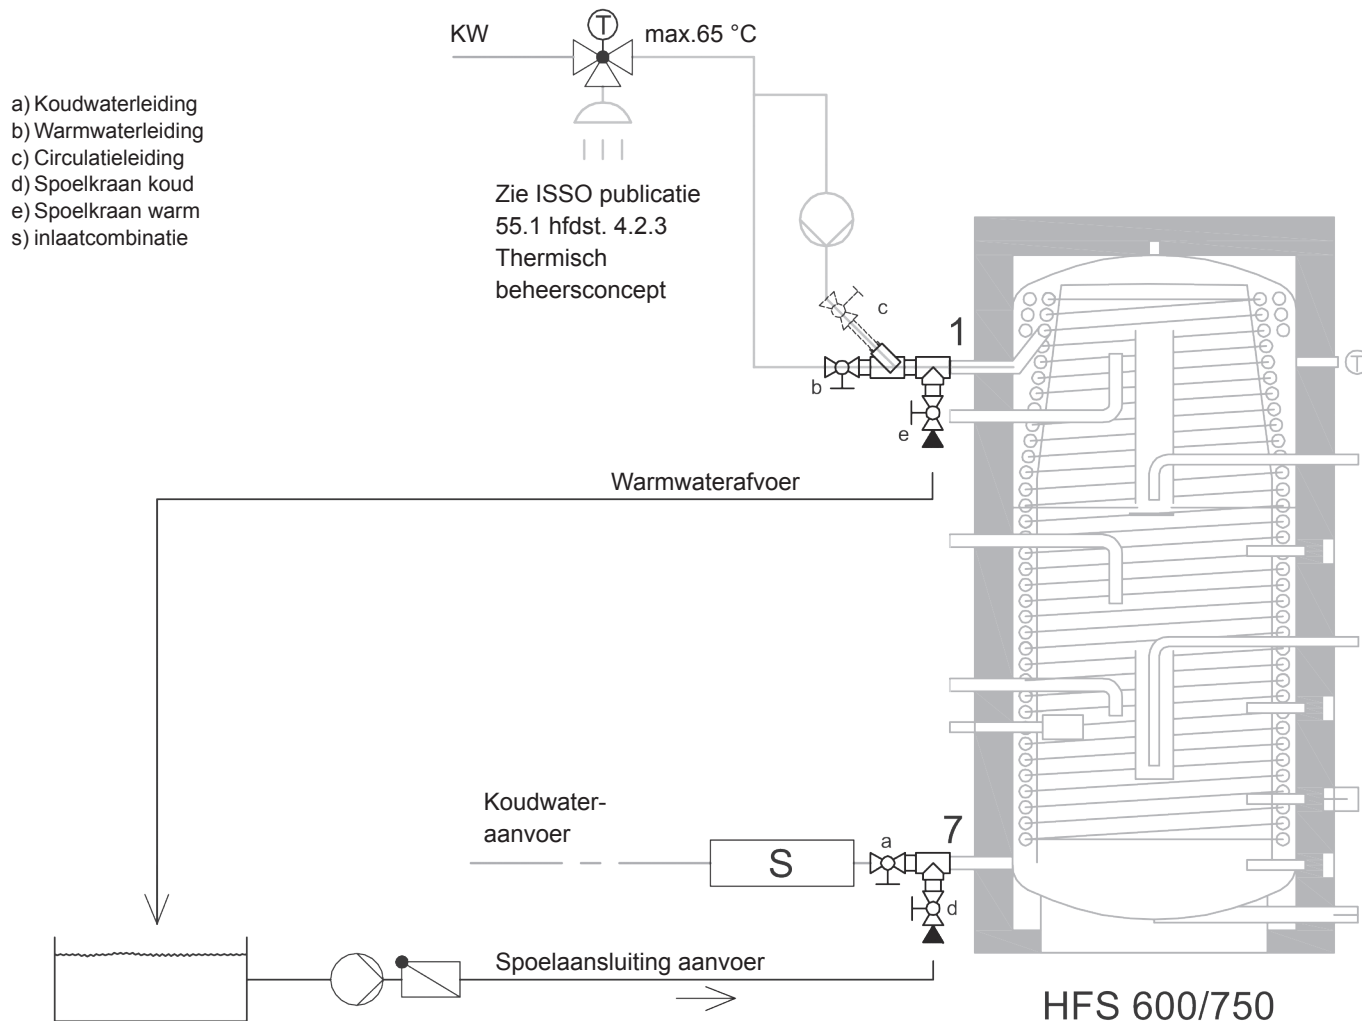 KW
T
max.65 °C
a) Koudwaterleiding
b) Warmwaterleiding
c) Circulatieleiding
d) Spoelkraan koud
e) Spoelkraan warm
s) inlaatcombinatie
Zie ISSO publicatie
55.1 hfdst. 4.2.3
Thermisch
beheersconcept
c
1
b
e
T
Warmwaterafvoer
Koudwater-
aanvoer
S
a
7
d
Spoelaansluiting aanvoer
HFS 600/750